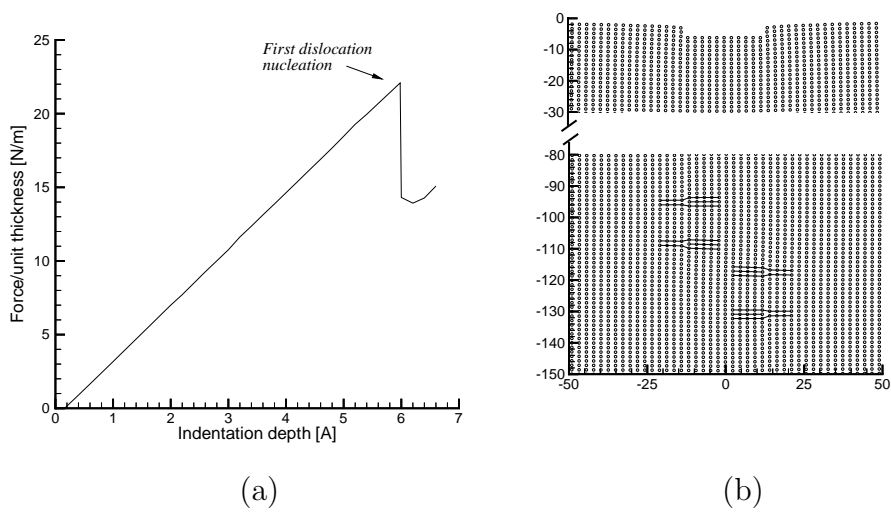 First dislocation
nucleation
Force/unit thickness [N/m]
25
20
15
10
5
0
0 1 2 3 4 5 6 7
Indentation depth [A]
(a)
0
-10
-20
-30
-80
-90
-100
-110
-120
-130
-140
-150
-50 -25 0 25 50
(b)